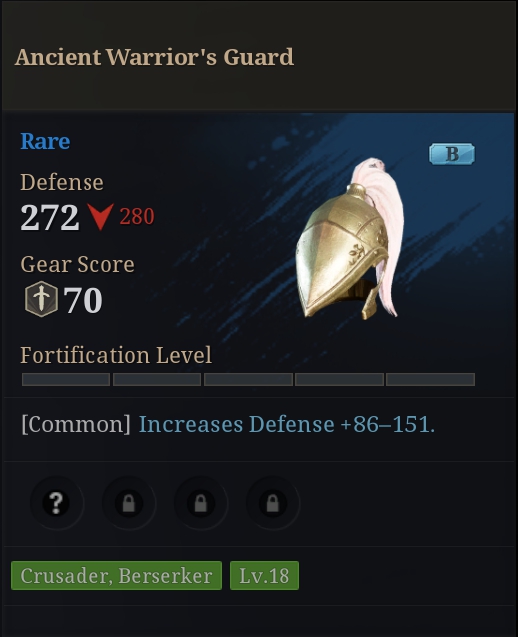 Ancient Warrior's Guard
Rare
B
Defense
272 280
Gear Score
70
Fortification Level
[Common] Increases Defense +86–151.
?
Crusader, Berserker Lv.18